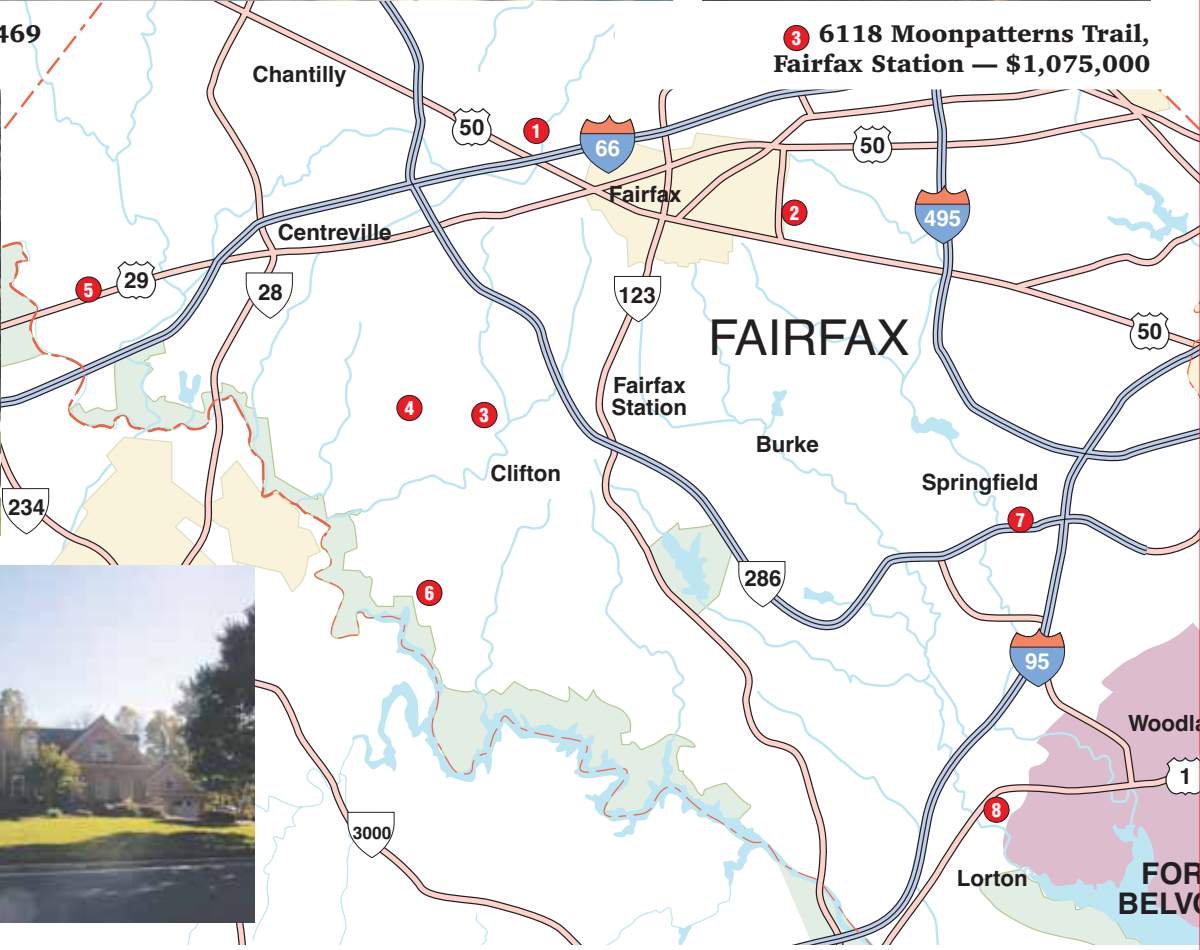 469
3 6118 Moonpatterns Trail,
Fairfax Station — $1,075,000
Chantilly
50
1
66
50
Fairfax
2
495
Centreville
29
5
28
123
FAIRFAX
50
Fairfax
Station
4
3
Burke
Clifton
Springfield
234
7
286
6
95
Woodla
1
3000
8
Lorton
FOR
BELVO